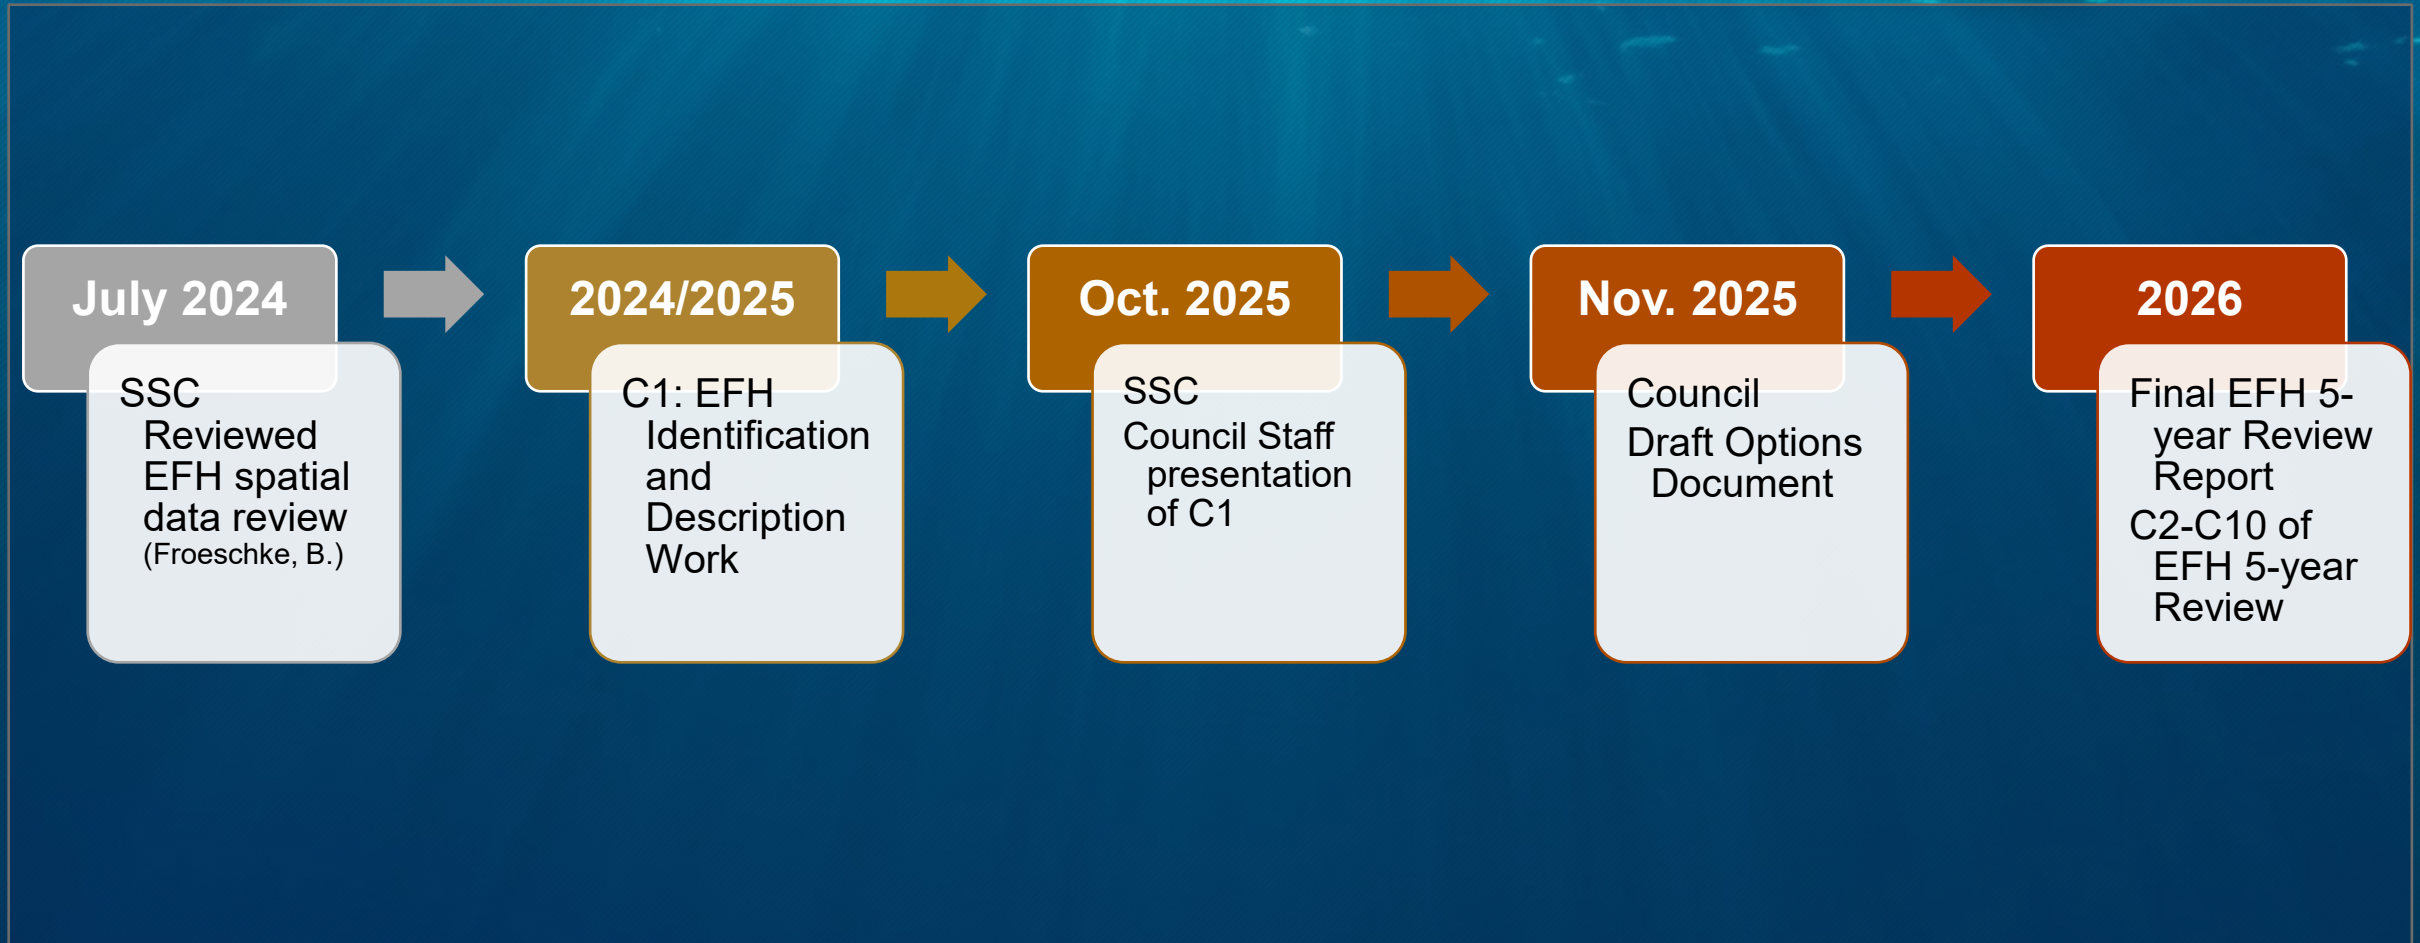 July 2024
SSC
Reviewed
EFH spatial
data review
(Froeschke, B.)
2024/2025
C1: EFH
Identification
and
Description
Work
Oct. 2025
SSC
Council Staff
presentation
of C1
Nov. 2025
Council
Draft Options
Document
2026
Final EFH 5-
year Review
Report
C2-C10 of
EFH 5-year
Review